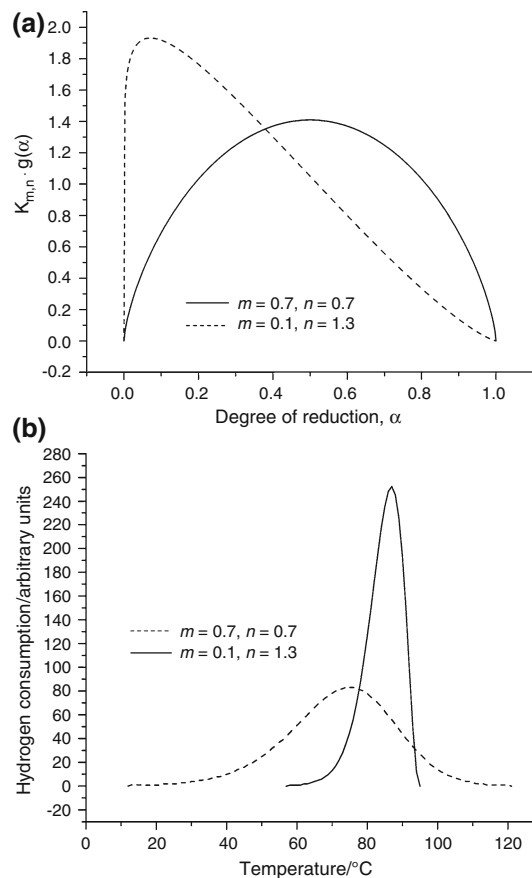 (a)
2.0
1.8
1.6
1.4
1.2
1.0
0.8
0.6
0.4
0.2
0.0
-0.2
K m,n · g(α)
m = 0.7, n = 0.7
m = 0.1, n = 1.3
0.0 0.2 0.4 0.6 0.8 1.0
Degree of reduction, α
(b)
280
260
240
220
200
180
160
140
120
100
80
60
40
20
0
-20
Hydrogen consumption/arbitrary units
m = 0.7, n = 0.7
m = 0.1, n = 1.3
0 20 40 60 80 100 120
Temperature/°C